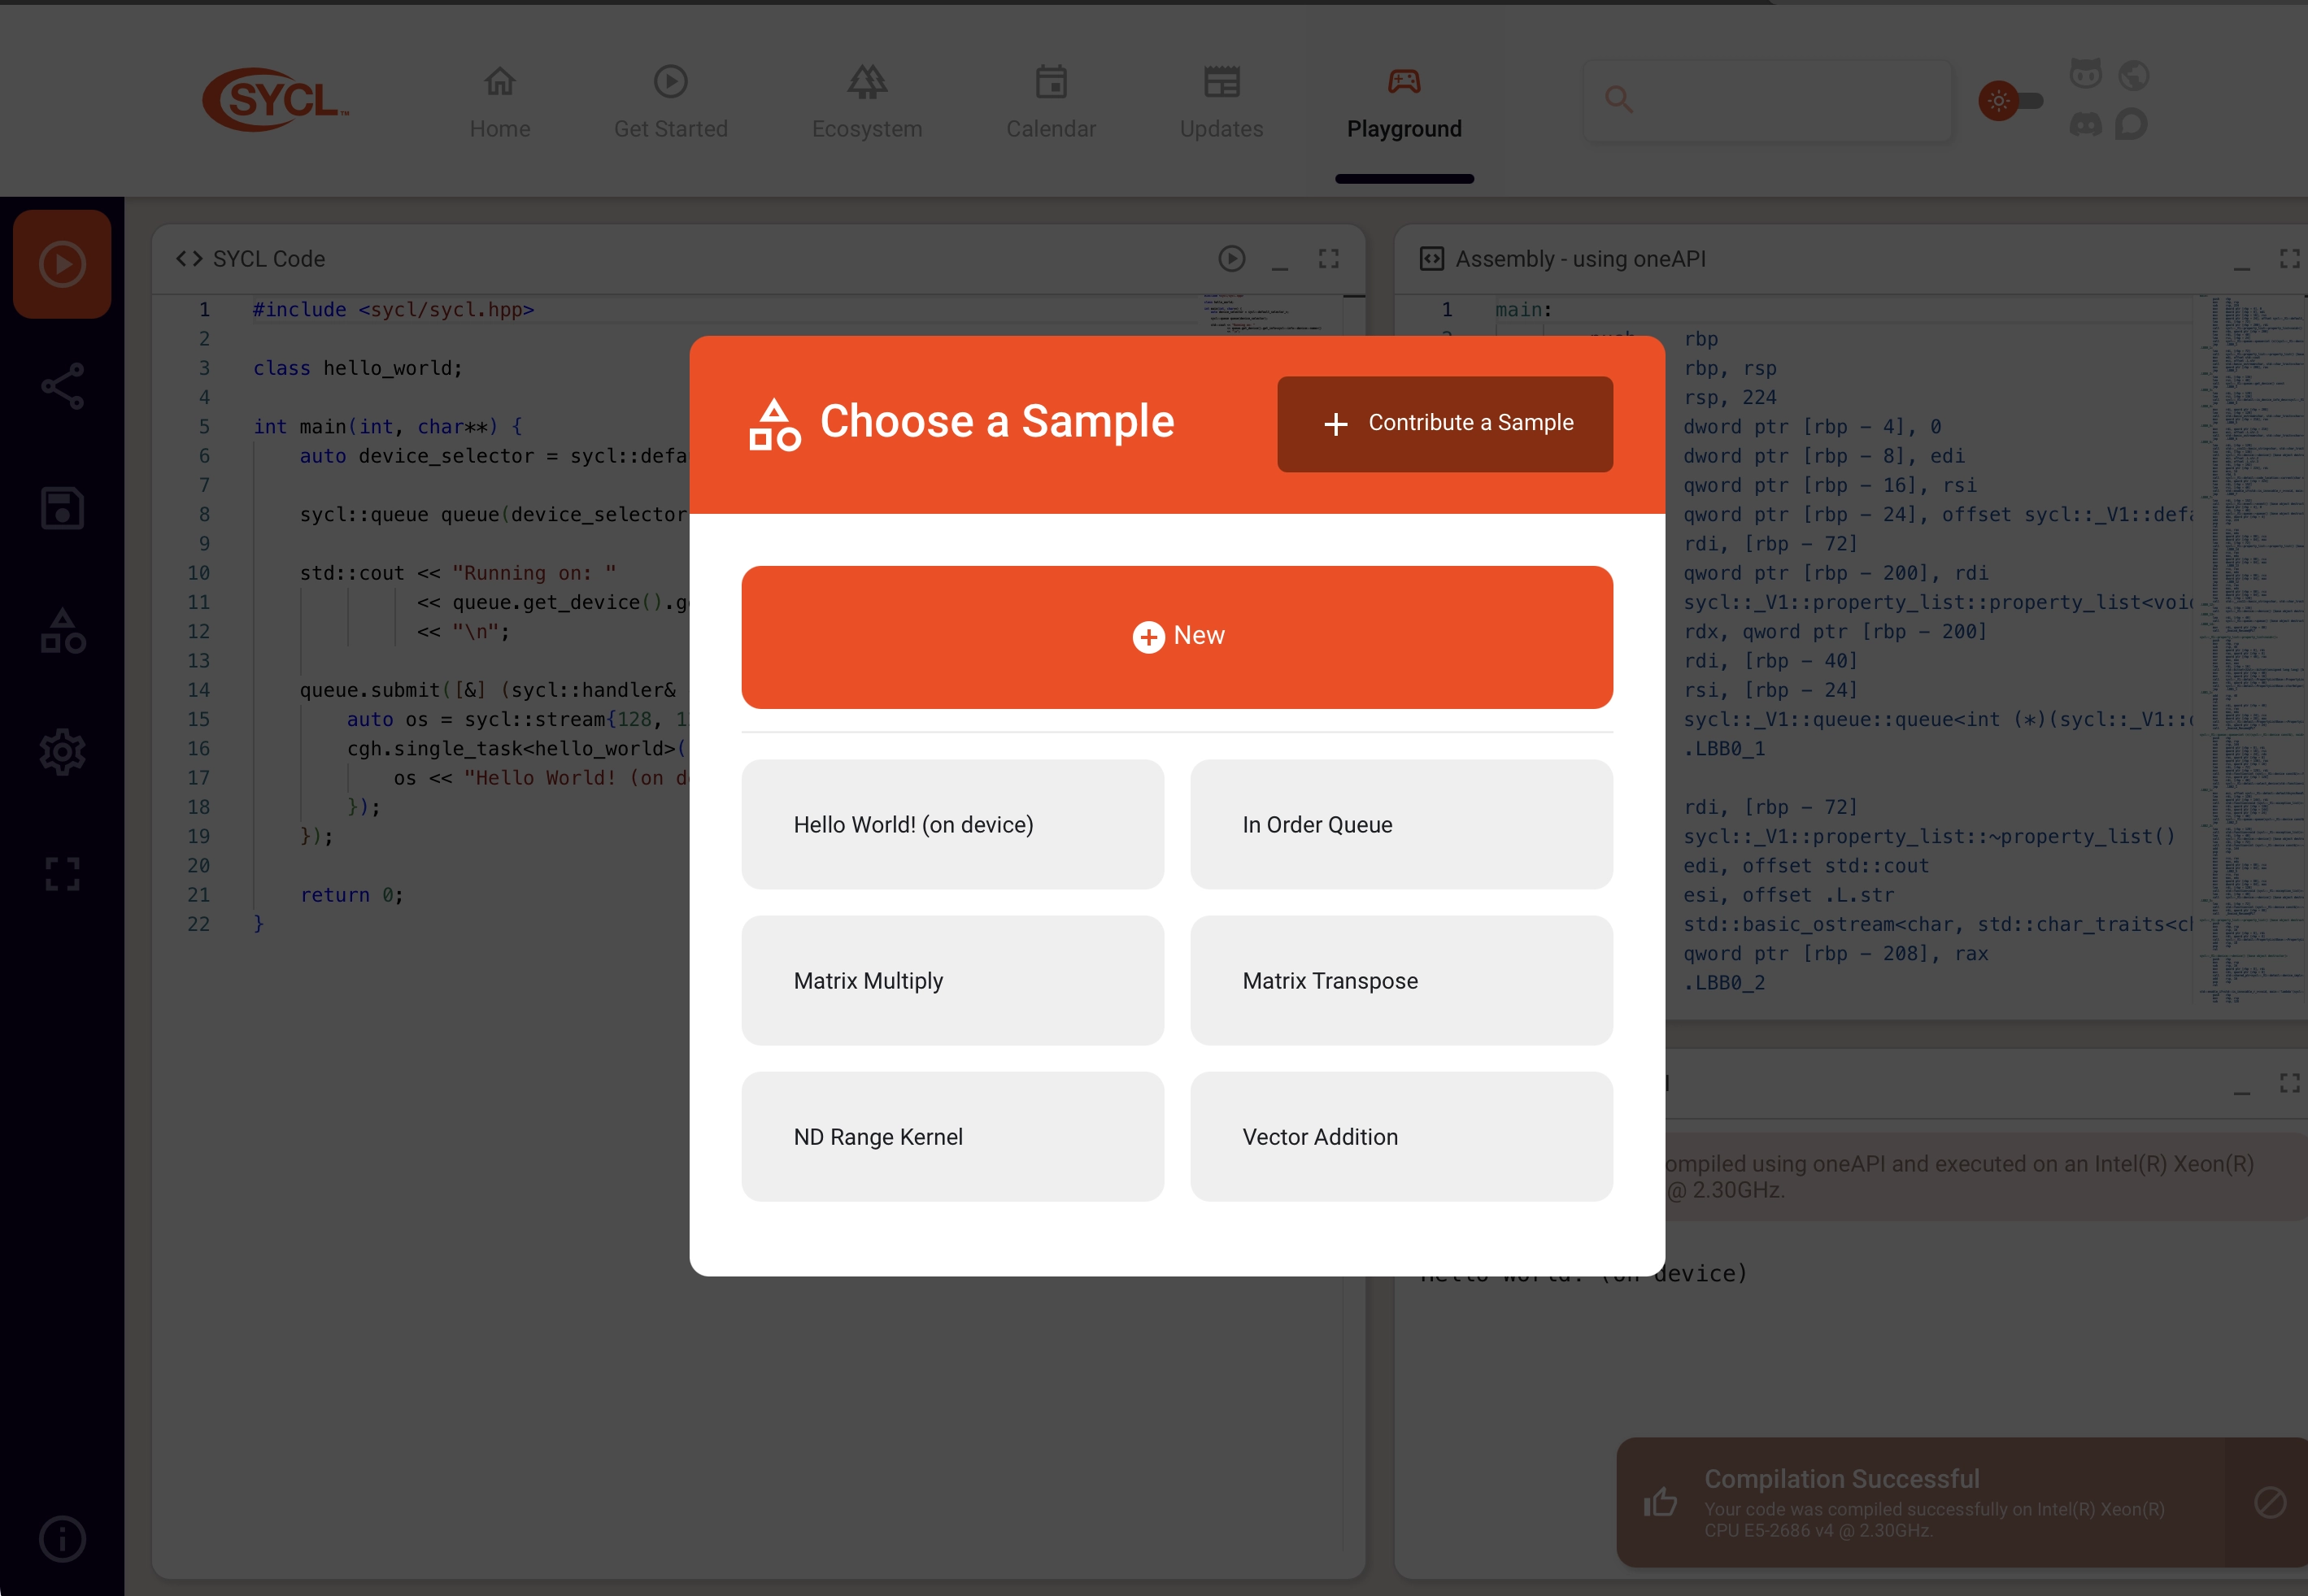 SYCL™
Home
Get Started
Ecosystem
Calendar
Updates
Playground
SYCL Code
1 #include <sycl/sycl.hpp>
2
3 class hello_world;
4
5 int main(int, char**) {
6 auto device_selector = sycl::defa
7
8 sycl::queue queue(device_selector
9
10 std::cout << "Running on: "
11 << queue.get_device().g
12 << "\n";
13
14 queue.submit([&] (sycl::handler&
15 auto os = sycl::stream{128, 1
16 cgh.single_task<hello_world>(
17 os << "Hello World! (on d
18 });
19 });
20
21 return 0;
22 }
Assembly - using oneAPI
1 main:
rbp
rbp, rsp
rsp, 224
dword ptr [rbp - 4], 0
dword ptr [rbp - 8], edi
qword ptr [rbp - 16], rsi
qword ptr [rbp - 24], offset sycl::_V1::defa
rdi, [rbp - 72]
qword ptr [rbp - 200], rdi
sycl::_V1::property_list::property_list<voi
rdx, qword ptr [rbp - 200]
rdi, [rbp - 40]
rsi, [rbp - 24]
sycl::_V1::queue::queue<int (*)(sycl::_V1::
.LBB0_1
rdi, [rbp - 72]
sycl::_V1::property_list::~property_list()
edi, offset std::cout
esi, offset .L.str
std::basic_ostream<char, std::char_traits<c
qword ptr [rbp - 208], rax
.LBB0_2
Choose a Sample
Contribute a Sample
New
Hello World! (on device)
In Order Queue
Matrix Multiply
Matrix Transpose
ND Range Kernel
Vector Addition
ompiled using oneAPI and executed on an Intel(R) Xeon(R)
@ 2.30GHz.
Hello World! (on device)
Compilation Successful
Your code was compiled successfully on Intel(R) Xeon(R)
CPU E5-2686 v4 @ 2.30GHz.